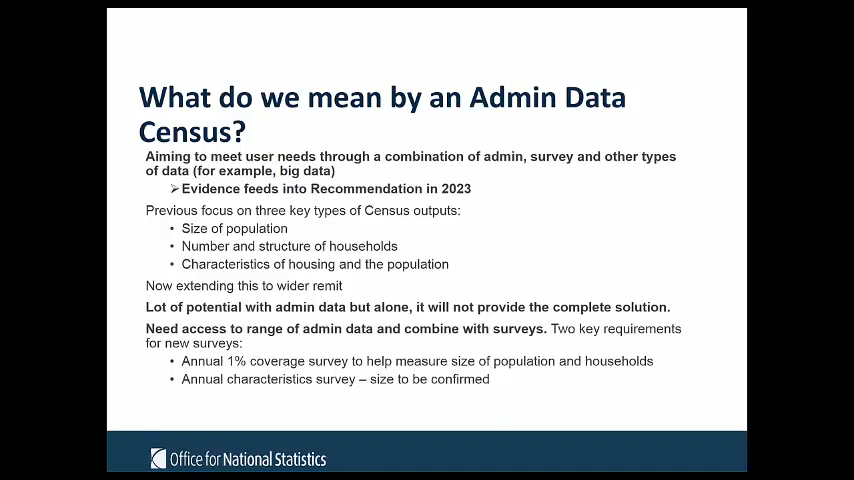 What do we mean by an Admin Data
Census?
Aiming to meet user needs through a combination of admin, survey and other types
of data (for example, big data)
➢Evidence feeds into Recommendation in 2023
Previous focus on three key types of Census outputs:
• Size of population
• Number and structure of households
• Characteristics of housing and the population
Now extending this to wider remit
Lot of potential with admin data but alone, it will not provide the complete solution.
Need access to range of admin data and combine with surveys. Two key requirements
for new surveys:
• Annual 1% coverage survey to help measure size of population and households
• Annual characteristics survey – size to be confirmed
Office for National Statistics